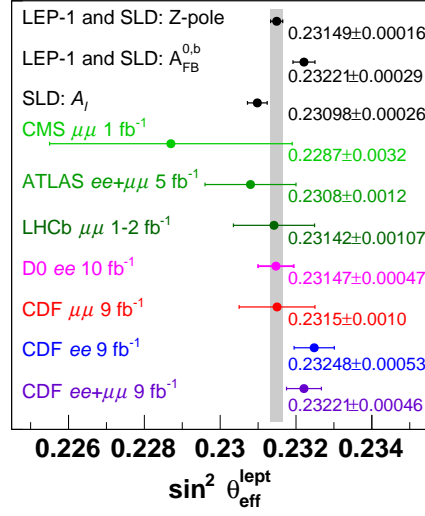 LEP-1 and SLD: Z-pole
0.23149±0.00016
LEP-1 and SLD: A_FB^0,b
0.23221±0.00029
SLD: A_l
0.23098±0.00026
CMS μμ 1 fb⁻¹
0.2287±0.0032
ATLAS ee+μμ 5 fb⁻¹
0.2308±0.0012
LHCb μμ 1-2 fb⁻¹
0.23142±0.00107
D0 ee 10 fb⁻¹
0.23147±0.00047
CDF μμ 9 fb⁻¹
0.2315±0.0010
CDF ee 9 fb⁻¹
0.23248±0.00053
CDF ee+μμ 9 fb⁻¹
0.23221±0.00046
0.226 0.228 0.23 0.232 0.234
sin² θ_eff^lept